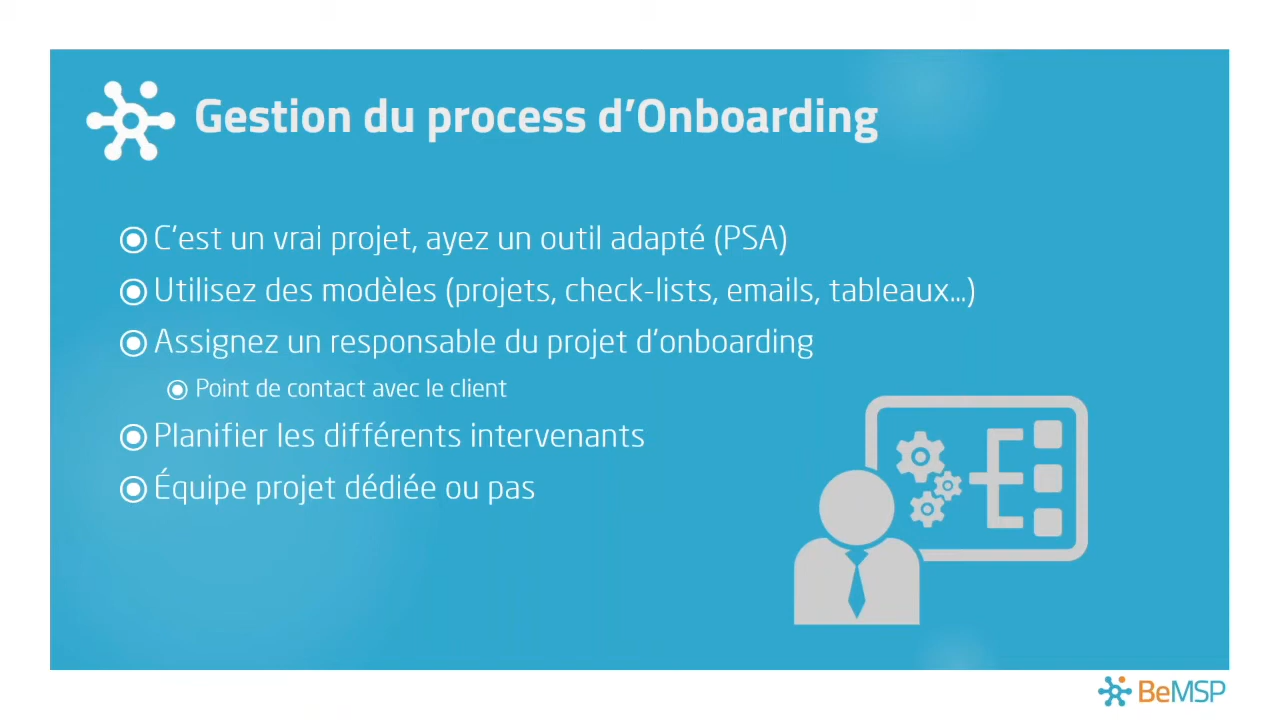 Gestion du process d'Onboarding
C'est un vrai projet, ayez un outil adapté (PSA)
Utilisez des modèles (projets, check-lists, emails, tableaux...)
Assignez un responsable du projet d'onboarding
Point de contact avec le client
Planifier les différents intervenants
Équipe projet dédiée ou pas
BeMSP